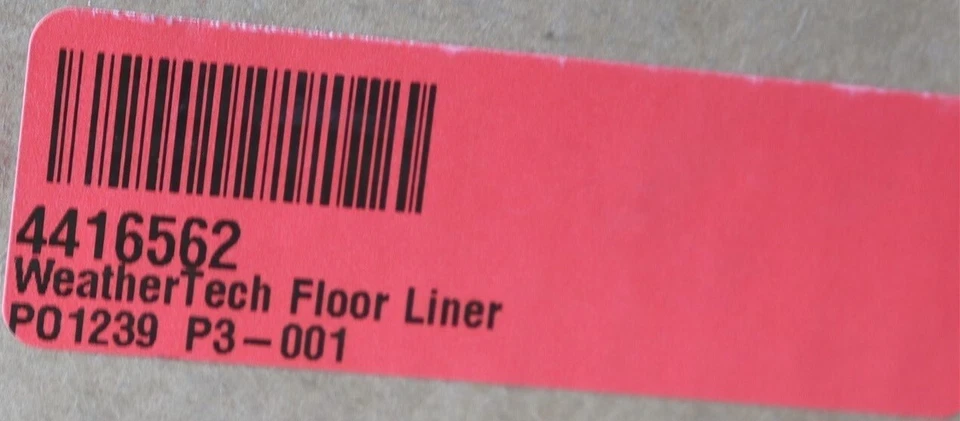 4416562
WeatherTech Floor Liner
PO1239 P3-001